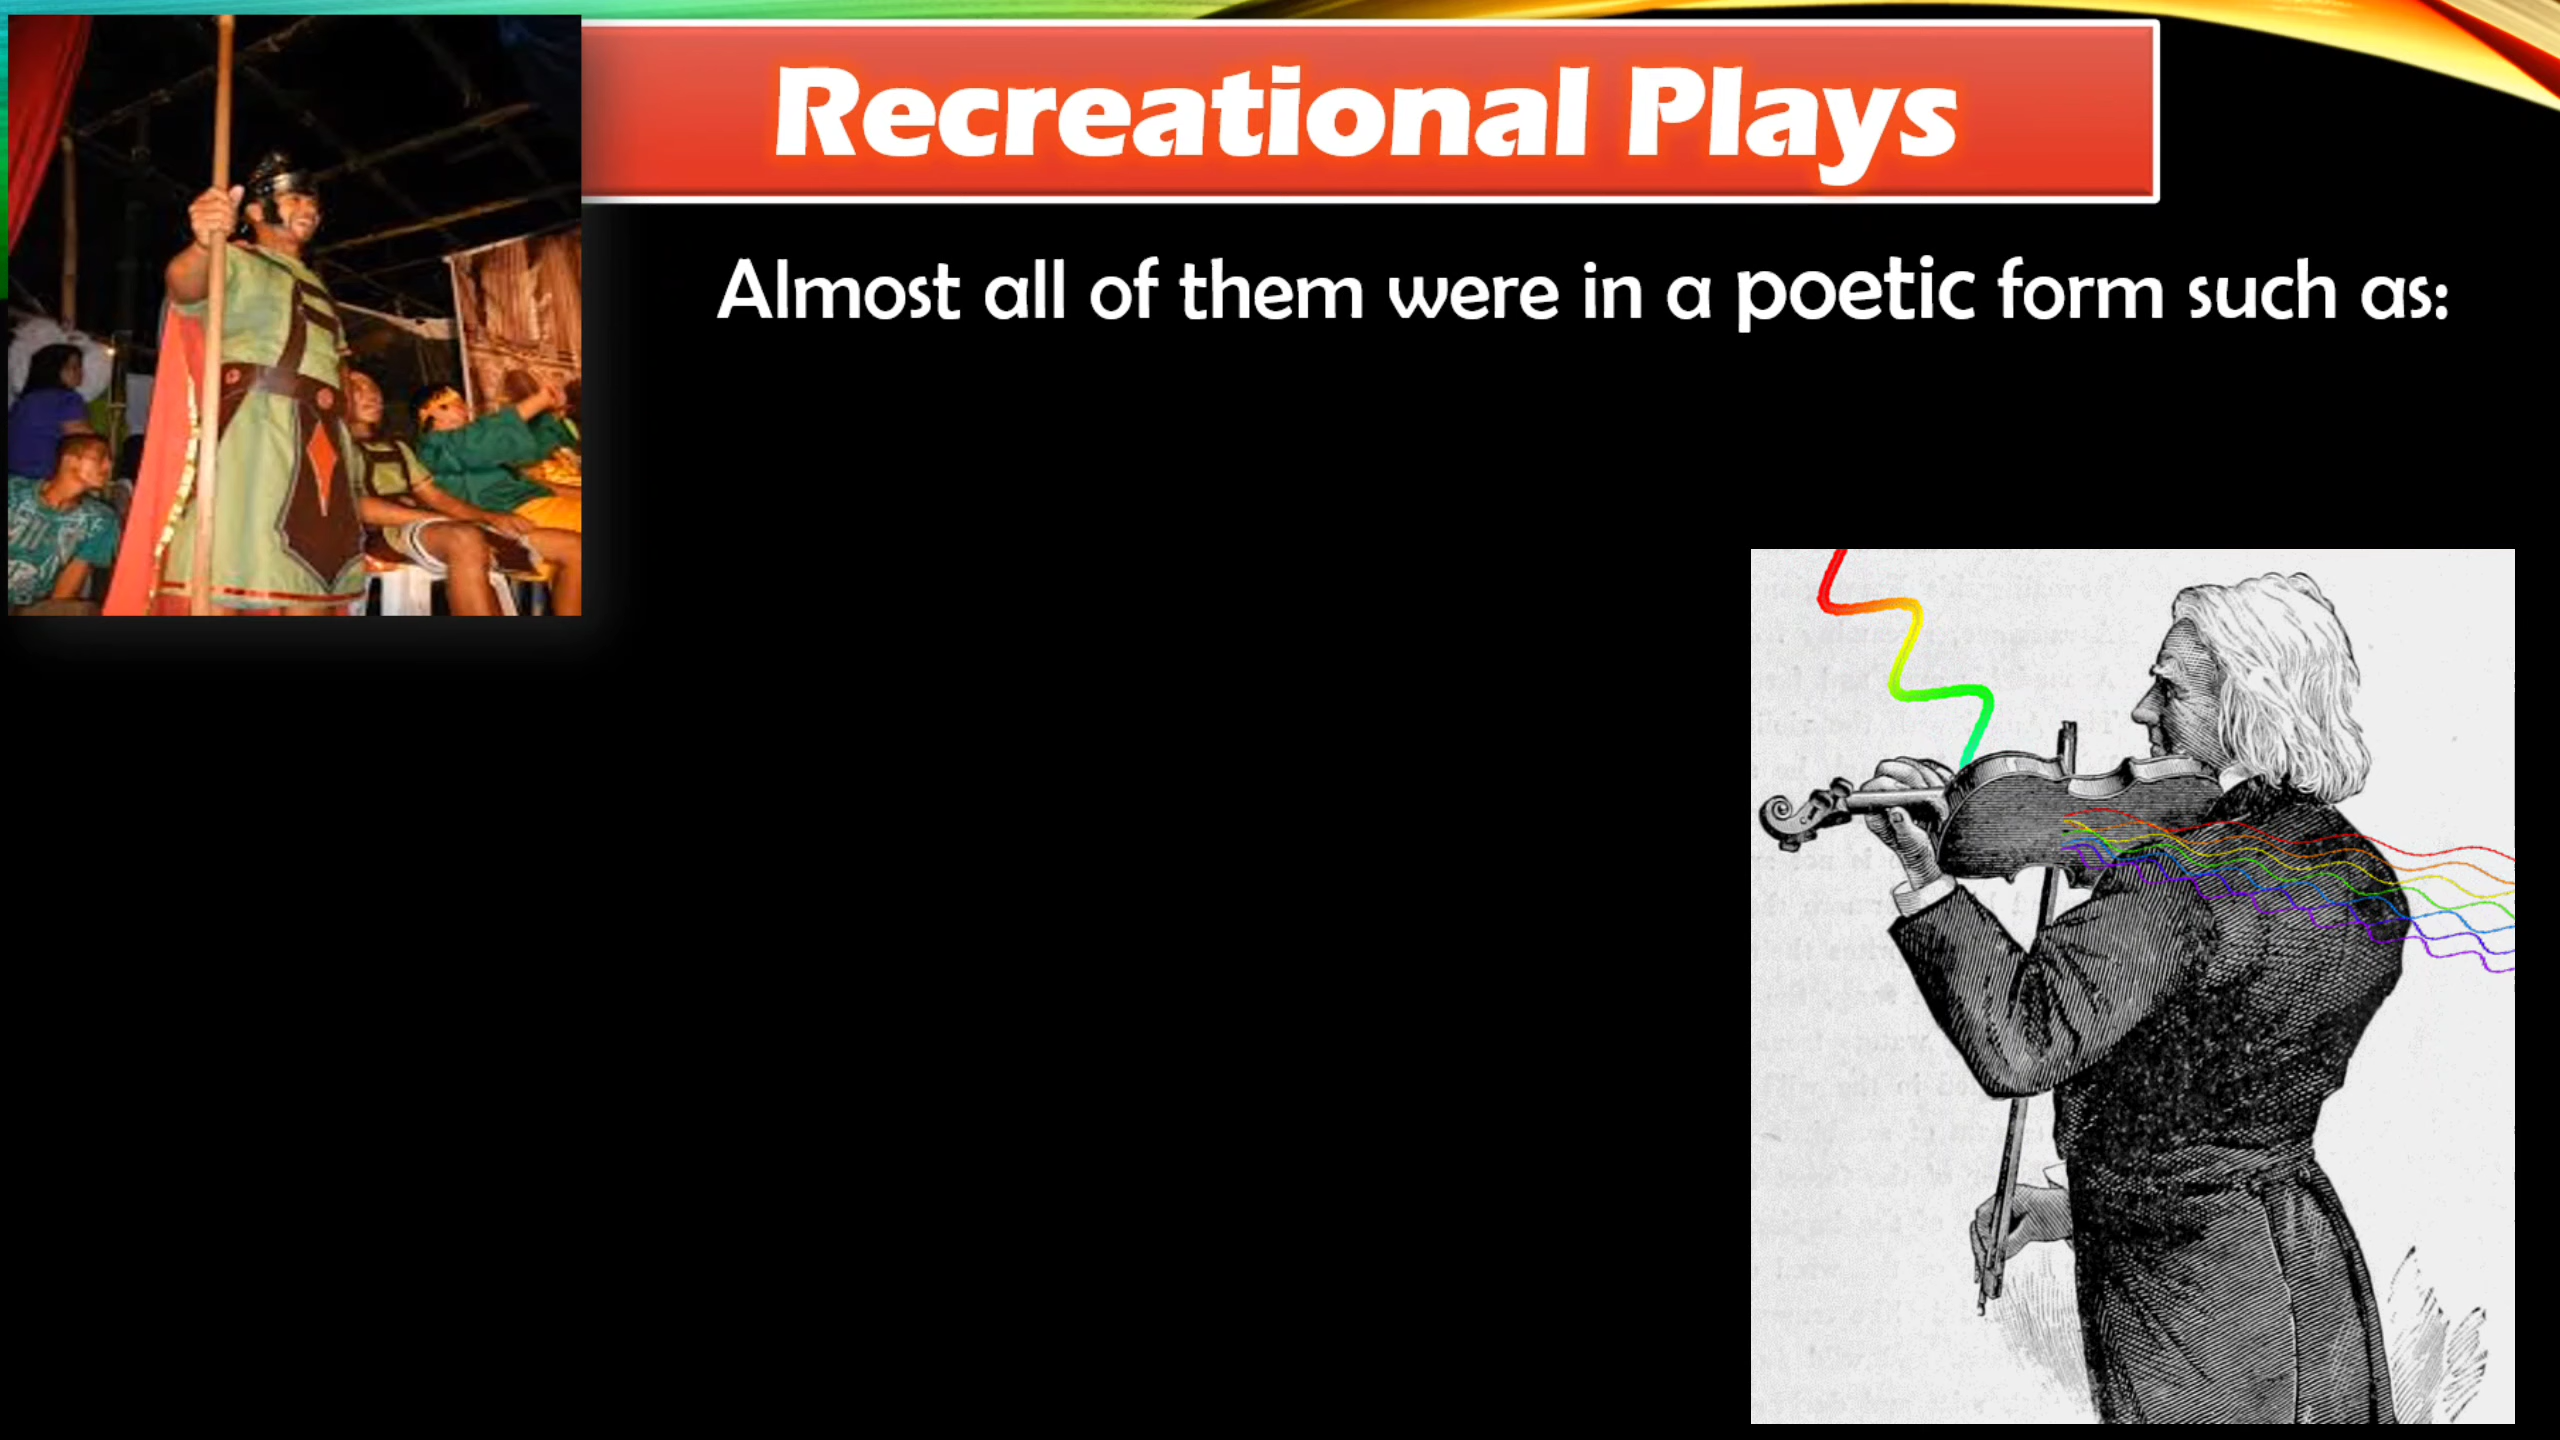 Recreational Plays
Almost all of them were in a poetic form such as: